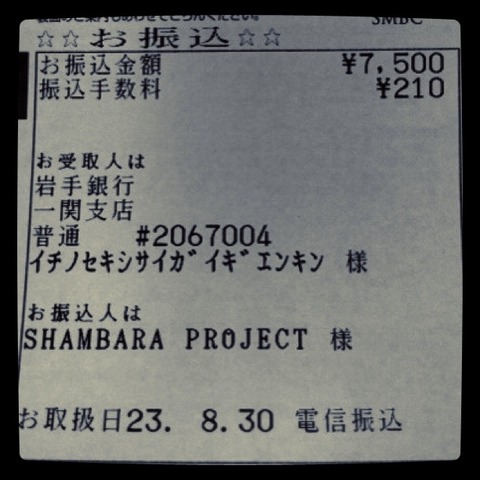 SMBC
☆☆お振込☆☆
お振込金額 ¥7,500
振込手数料 ¥210
お受取人は
岩手銀行
一関支店
普通 #2067004
イチノセキシサイガイギエンキン 様
お振込人は
SHAMBARA PROJECT 様
お取扱日23. 8.30 電信振込